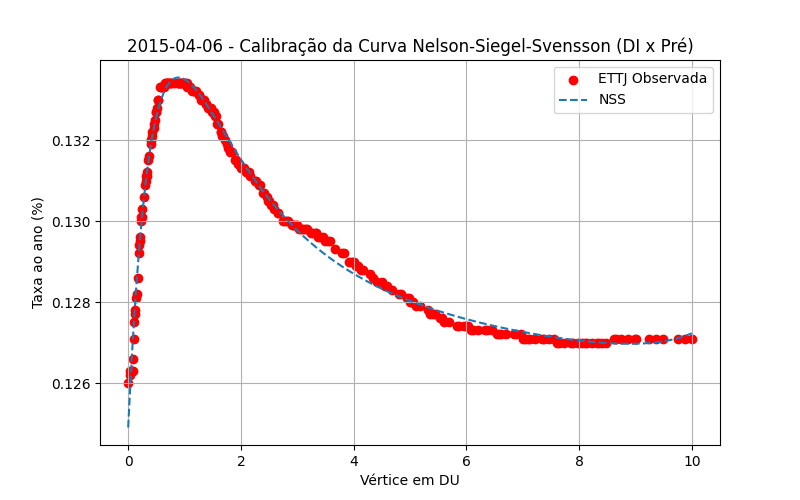 2015-04-06 - Calibração da Curva Nelson-Siegel-Svensson (DI x Pré)
ETTJ Observada
NSS
Taxa ao ano (%)
0.132
0.130
0.128
0.126
0 2 4 6 8 10
Vértice em DU